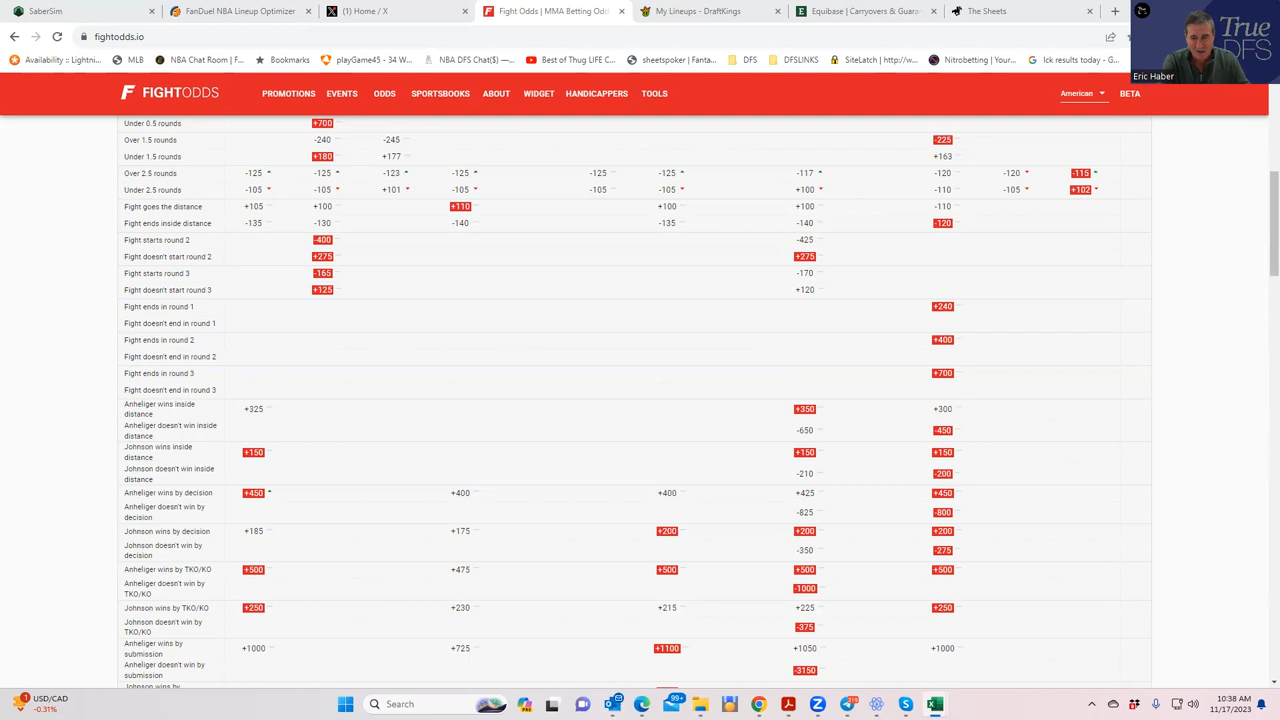 SaberSim
FanDuel NBA Lineup Optimizer
(1) Home / X
Fight Odds | MMA Betting Odd
My Lineups - DraftKings
Equibase | Carryovers & Guara
The Sheets
fightodds.io
Availability :: Lightni...
MLB
NBA Chat Room | F...
Bookmarks
playGame45 - 34 W...
NBA DFS Chat($) —...
Best of Thug LIFE C...
sheetspoker | Fanta...
DFS
DFSLINKS
SiteLatch | http://w...
Nitrobetting | Your...
Ick results today - G...
True
DFS
Eric Haber
FIGHTODDS
PROMOTIONS EVENTS ODDS SPORTSBOOKS ABOUT WIDGET HANDICAPPERS TOOLS
American
BETA
Under 0.5 rounds +700
Over 1.5 rounds -240 -245 -225
Under 1.5 rounds +180 +177 +163
Over 2.5 rounds -125 -125 -123 -125 -125 -125 -117 -120 -120 -115
Under 2.5 rounds -105 -105 +101 -105 -105 -105 +100 -110 -105 +102
Fight goes the distance +105 +100 +110 +100 +100 -110
Fight ends inside distance -135 -130 -140 -135 -140 -120
Fight starts round 2 -400 -425
Fight doesn't start round 2 +275 +275
Fight starts round 3 -165 -170
Fight doesn't start round 3 +125 +120
Fight ends in round 1 +240
Fight doesn't end in round 1
Fight ends in round 2 +400
Fight doesn't end in round 2
Fight ends in round 3 +700
Fight doesn't end in round 3
Anheliger wins inside
distance +325 +350 +300
Anheliger doesn't win inside
distance -650 -450
Johnson wins inside
distance +150 +150 +150
Johnson doesn't win inside
distance -210 -200
Anheliger wins by decision +450 +400 +400 +425 +450
Anheliger doesn't win by
decision -825 -800
Johnson wins by decision +185 +175 +200 +200 +200
Johnson doesn't win by
decision -350 -275
Anheliger wins by TKO/KO +500 +475 +500 +500 +500
Anheliger doesn't win by
TKO/KO -1000
Johnson wins by TKO/KO +250 +230 +215 +225 +250
Johnson doesn't win by
TKO/KO -375
Anheliger wins by
submission +1000 +725 +1100 +1050 +1000
Anheliger doesn't win by
submission -3150
Johnson wins by
1
USD/CAD
-0.31%
Search
99+
10:38 AM
11/17/2023